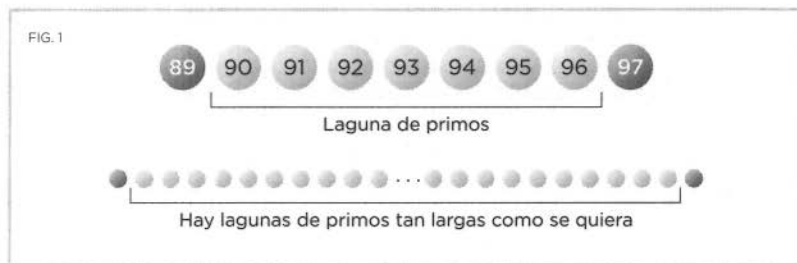 FIG. 1
89 90 91 92 93 94 95 96 97
Laguna de primos
...
Hay lagunas de primos tan largas como se quiera